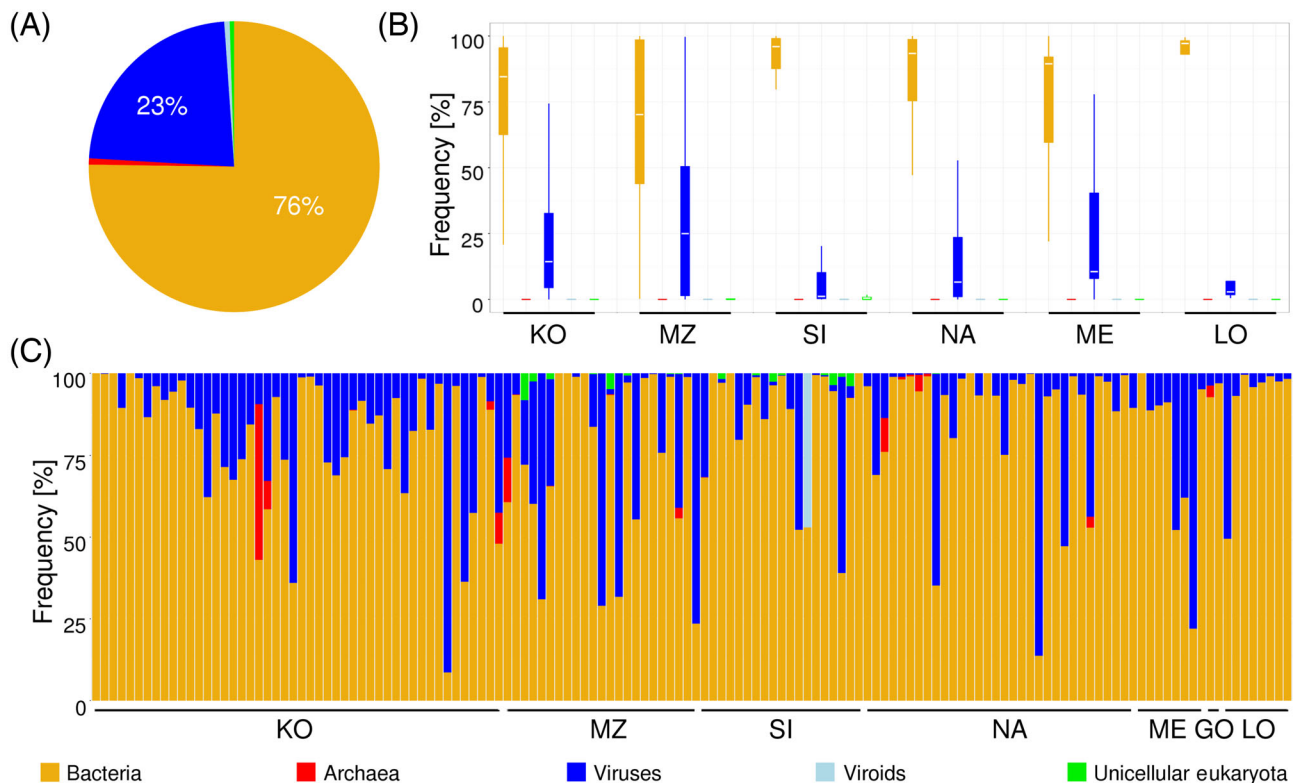 (A)
23%
76%
(B)
Frequency [%]
100
75
50
25
0
KO MZ SI NA ME LO
(C)
Frequency [%]
100
75
50
25
0
KO MZ SI NA ME GO LO
Bacteria Archaea Viruses Viroids Unicellular eukaryota